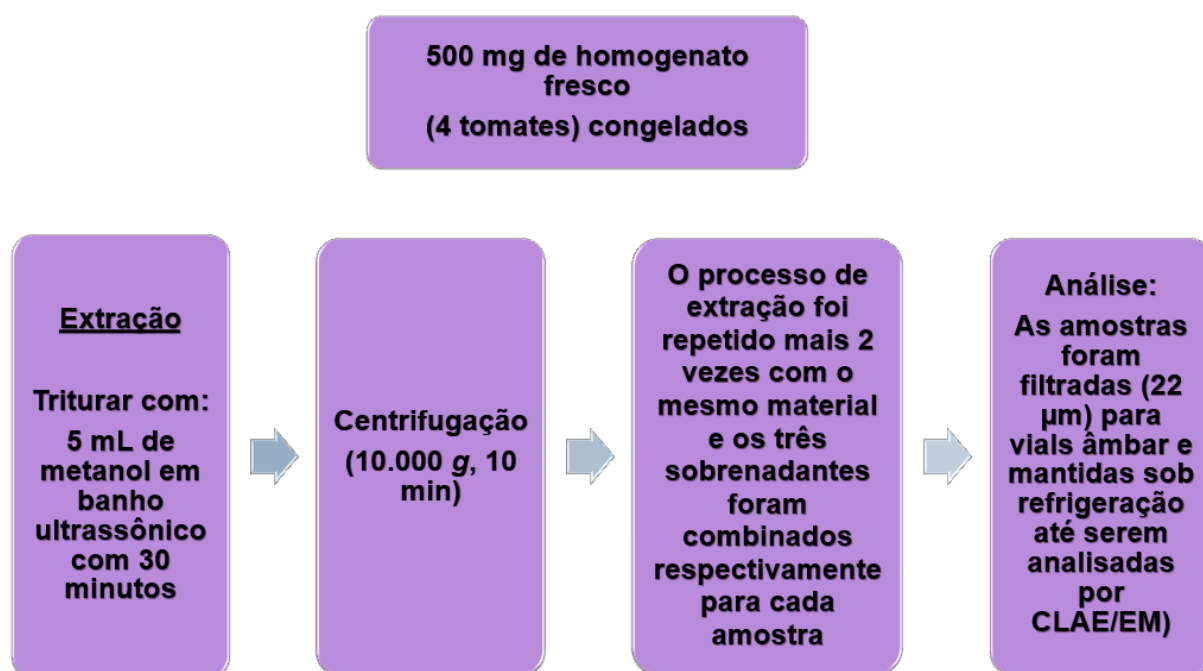 500 mg de homogenato
fresco
(4 tomates) congelados
Extração
Triturar com:
5 mL de
metanol em
banho
ultrassônico
com 30
minutos
Centrifugação
(10.000 g, 10
min)
O processo de
extração foi
repetido mais 2
vezes com o
mesmo material
e os três
sobrenadantes
foram
combinados
respectivamente
para cada
amostra
Análise:
As amostras
foram
filtradas (22
µm) para
vials âmbar e
mantidas sob
refrigeração
até serem
analisadas
por
CLAE/EM)